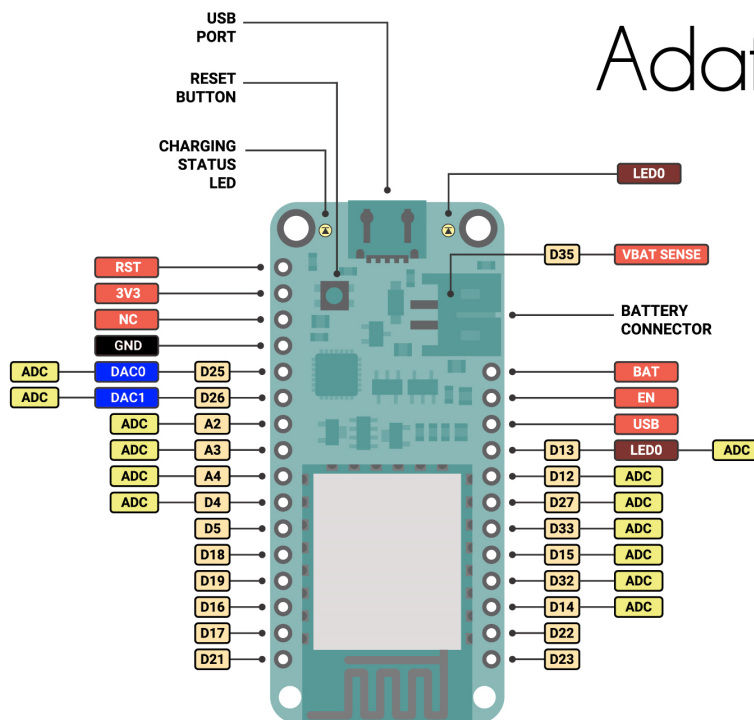 USB
PORT
Adaf
RESET
BUTTON
CHARGING
STATUS
LED
LED0
RST
D35 VBAT SENSE
3V3
NC
BATTERY
CONNECTOR
GND
ADC DAC0 D25
BAT
ADC DAC1 D26
EN
ADC A2
USB
ADC A3
D13 LED0 ADC
ADC A4
D12 ADC
ADC D4
D27 ADC
D5
D33 ADC
D18
D15 ADC
D19
D32 ADC
D16
D14 ADC
D17
D22
D21
D23